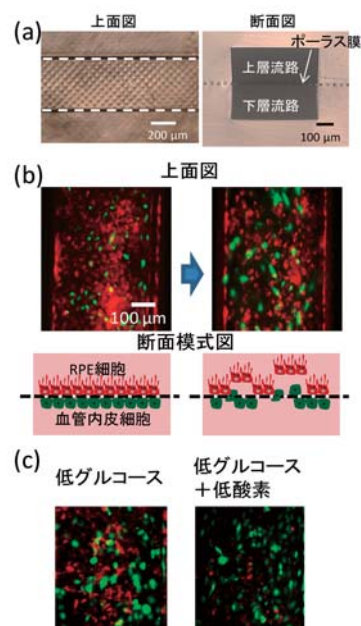 (a)
上面図
断面図
ポーラス膜
上層流路
下層流路
200 μm
100 μm
(b)
上面図
100 μm
断面模式図
RPE細胞
血管内皮細胞
(c)
低グルコース
低グルコース
＋低酸素